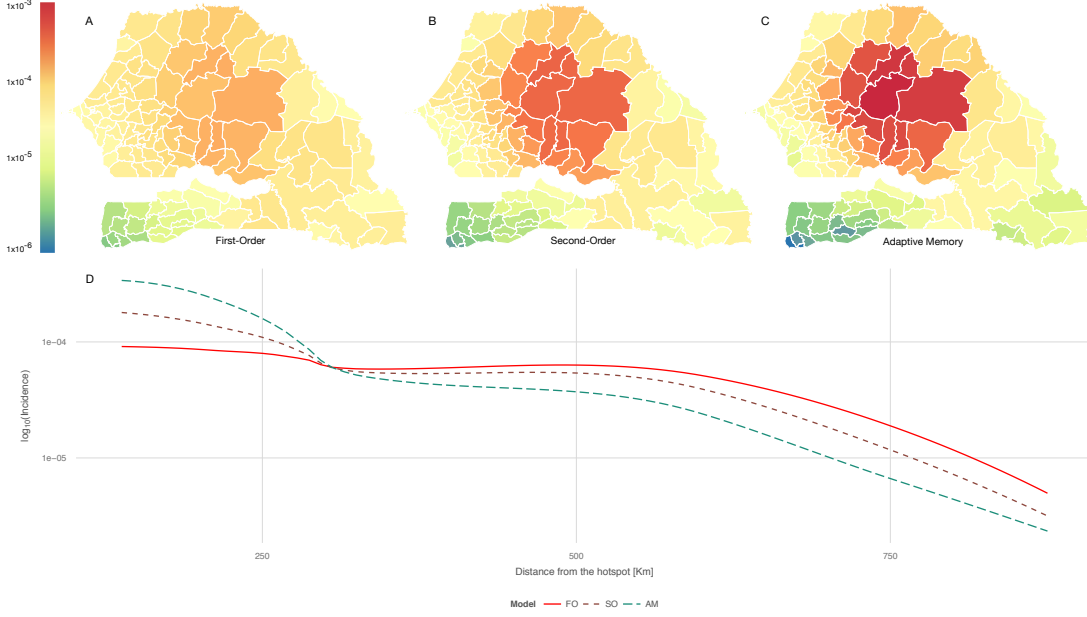 1x10⁻³
1x10⁻⁴
1x10⁻⁵
1x10⁻⁶
A
First-Order
B
Second-Order
C
Adaptive Memory
D
log₁₀(Incidence)
1e−04
1e−05
250
500
750
Distance from the hotspot [Km]
Model FO SO AM